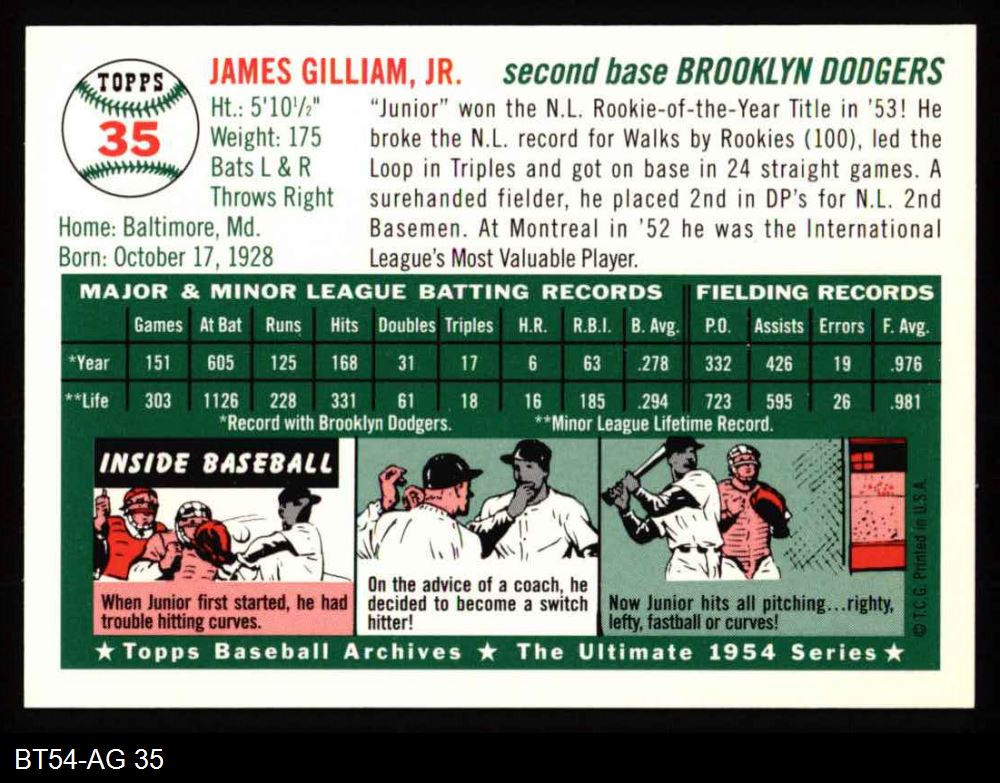 TOPPS
35
JAMES GILLIAM, JR. second base BROOKLYN DODGERS
Ht.: 5'10½"
Weight: 175
Bats L & R
Throws Right
Home: Baltimore, Md.
Born: October 17, 1928
"Junior" won the N.L. Rookie-of-the-Year Title in '53! He
broke the N.L. record for Walks by Rookies (100), led the
Loop in Triples and got on base in 24 straight games. A
surehanded fielder, he placed 2nd in DP's for N.L. 2nd
Basemen. At Montreal in '52 he was the International
League's Most Valuable Player.
MAJOR & MINOR LEAGUE BATTING RECORDS FIELDING RECORDS
Games At Bat Runs Hits Doubles Triples H.R. R.B.I. B. Avg. P.O. Assists Errors F. Avg.
*Year 151 605 125 168 31 17 6 63 .278 332 426 19 .976
**Life 303 1126 228 331 61 18 16 185 .294 723 595 26 .981
*Record with Brooklyn Dodgers. **Minor League Lifetime Record.
INSIDE BASEBALL
When Junior first started, he had
trouble hitting curves.
On the advice of a coach, he
decided to become a switch
hitter!
Now Junior hits all pitching...righty,
lefty, fastball or curves!
© T.C.G. Printed in U.S.A.
★ Topps Baseball Archives ★ The Ultimate 1954 Series ★
BT54-AG 35